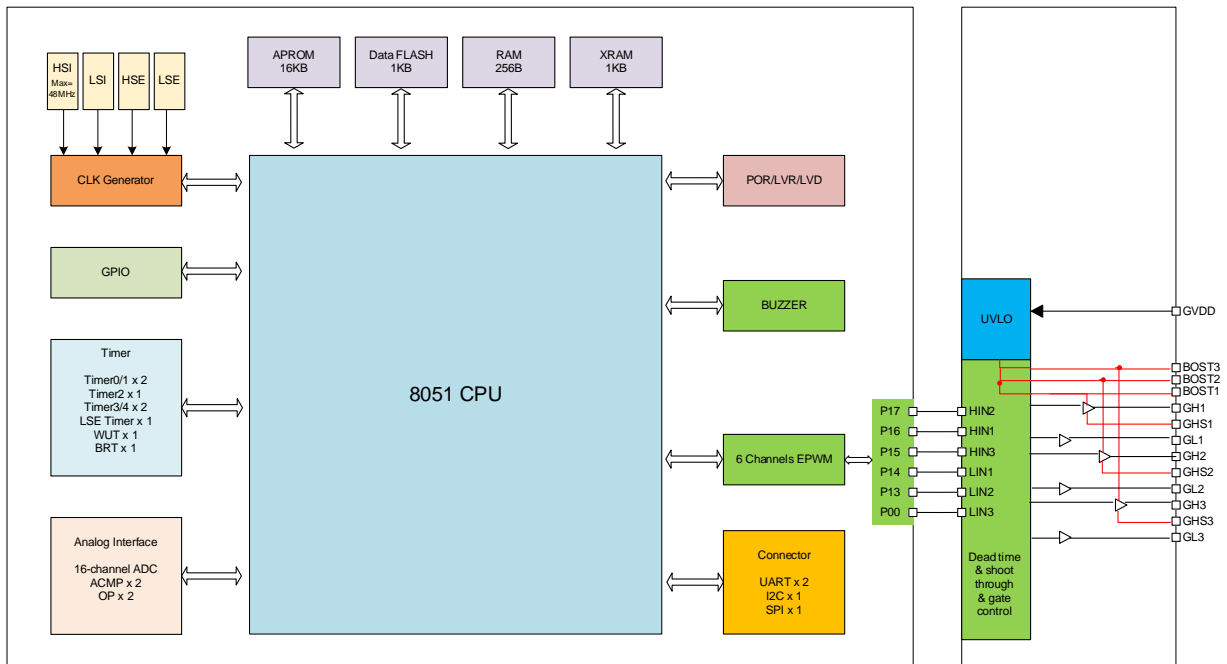 HSI
Max=
48MHz
LSI
HSE
LSE
APROM
16KB
Data FLASH
1KB
RAM
256B
XRAM
1KB
CLK Generator
POR/LVR/LVD
GPIO
BUZZER
UVLO
GVDD
Timer
Timer0/1 x 2
Timer2 x 1
Timer3/4 x 2
LSE Timer x 1
WUT x 1
BRT x 1
8051 CPU
6 Channels EPWM
P17
P16
P15
P14
P13
P00
HIN2
HIN1
HIN3
LIN1
LIN2
LIN3
BOST3
BOST2
BOST1
GH1
GHS1
GL1
GH2
GHS2
GL2
GH3
GHS3
GL3
Analog Interface
16-channel ADC
ACMP x 2
OP x 2
Connector
UART x 2
I2C x 1
SPI x 1
Dead time
& shoot
through
& gate
control